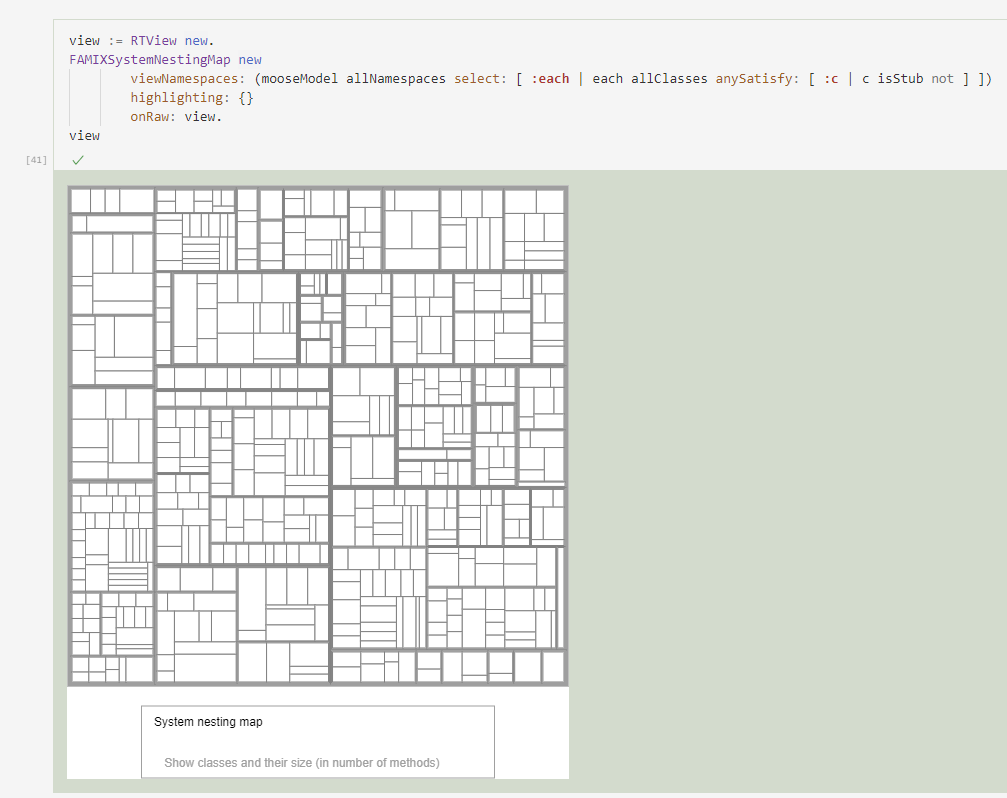 view := RTView new.
FAMIXSystemNestingMap new
viewNamespaces: (mooseModel allNamespaces select: [ :each | each allClasses anySatisfy: [ :c | c isStub not ] ])
highlighting: {}
onRaw: view.
view
[41] ✓
System nesting map
Show classes and their size (in number of methods)